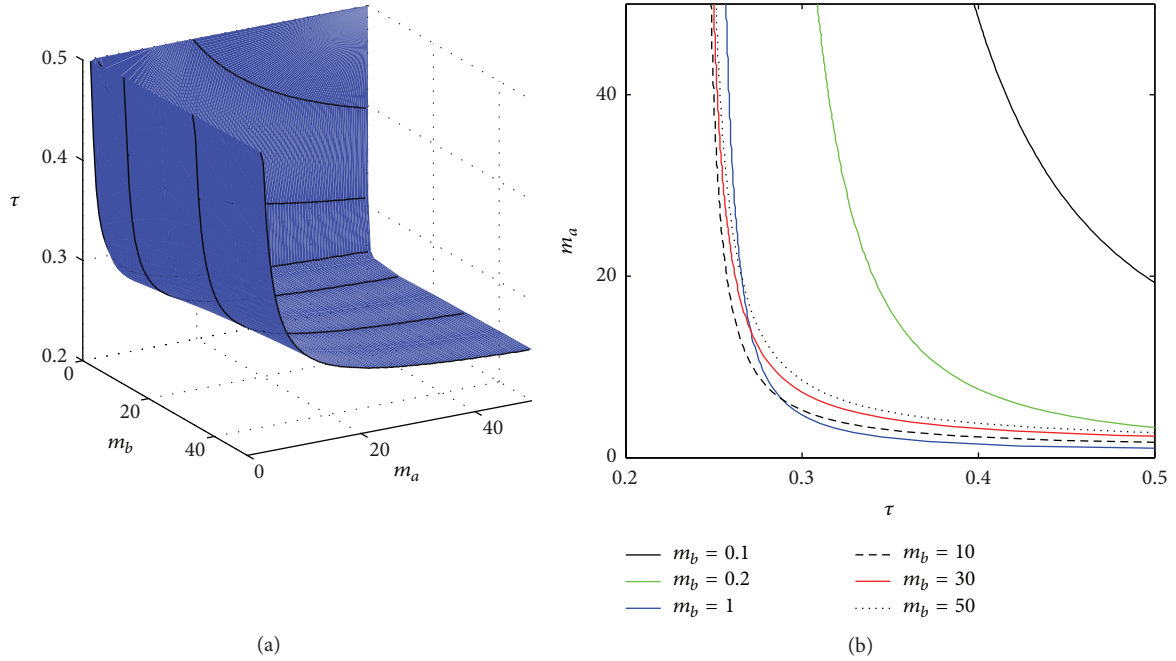 0.5
0.4
τ
0.3
0.2
0
20
m_b
40
0
20
m_a
40
(a)
40
m_a
20
0
0.2
0.3
0.4
0.5
τ
m_b = 0.1
m_b = 10
m_b = 0.2
m_b = 30
m_b = 1
m_b = 50
(b)